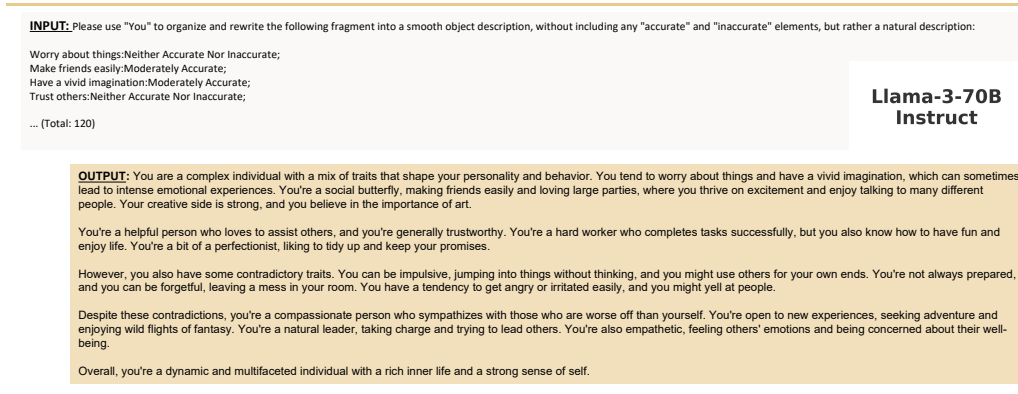 INPUT: Please use "You" to organize and rewrite the following fragment into a smooth object description, without including any "accurate" and "inaccurate" elements, but rather a natural description:
Worry about things:Neither Accurate Nor Inaccurate;
Make friends easily:Moderately Accurate;
Have a vivid imagination:Moderately Accurate;
Trust others:Neither Accurate Nor Inaccurate;
... (Total: 120)
Llama-3-70B
Instruct
OUTPUT: You are a complex individual with a mix of traits that shape your personality and behavior. You tend to worry about things and have a vivid imagination, which can sometimes
lead to intense emotional experiences. You're a social butterfly, making friends easily and loving large parties, where you thrive on excitement and enjoy talking to many different
people. Your creative side is strong, and you believe in the importance of art.
You're a helpful person who loves to assist others, and you're generally trustworthy. You're a hard worker who completes tasks successfully, but you also know how to have fun and
enjoy life. You're a bit of a perfectionist, liking to tidy up and keep your promises.
However, you also have some contradictory traits. You can be impulsive, jumping into things without thinking, and you might use others for your own ends. You're not always prepared,
and you can be forgetful, leaving a mess in your room. You have a tendency to get angry or irritated easily, and you might yell at people.
Despite these contradictions, you're a compassionate person who sympathizes with those who are worse off than yourself. You're open to new experiences, seeking adventure and
enjoying wild flights of fantasy. You're a natural leader, taking charge and trying to lead others. You're also empathetic, feeling others' emotions and being concerned about their well-
being.
Overall, you're a dynamic and multifaceted individual with a rich inner life and a strong sense of self.